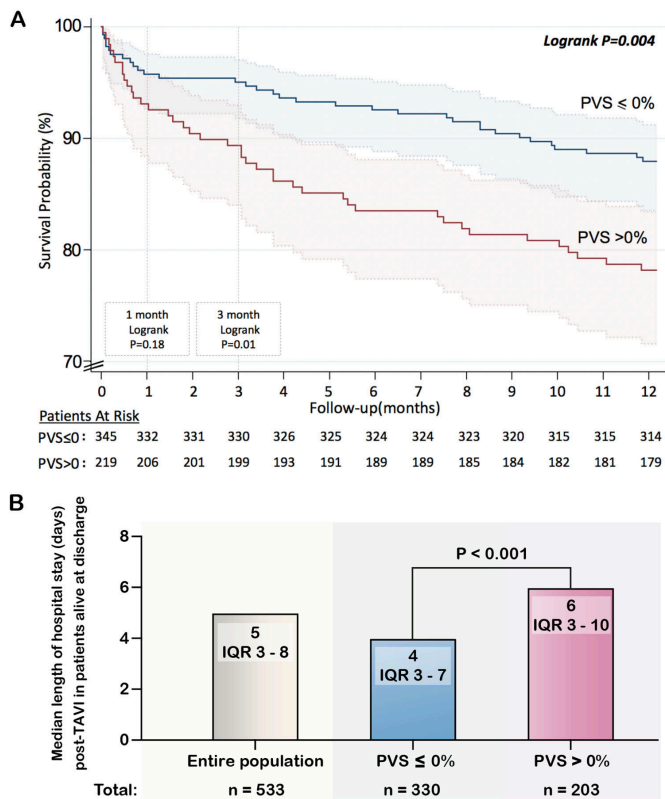 A
Logrank P=0.004
PVS ⩽ 0%
PVS >0%
Survival Probability (%)
100
90
80
70
1 month
Logrank
P=0.18
3 month
Logrank
P=0.01
0 1 2 3 4 5 6 7 8 9 10 11 12
Follow-up(months)
Patients At Risk
PVS≤0: 345 332 331 330 326 325 324 324 323 320 315 315 314
PVS>0: 219 206 201 199 193 191 189 189 185 184 182 181 179
B
Median length of hospital stay (days)
post-TAVI in patients alive at discharge
8
6
4
2
0
P < 0.001
5
IQR 3 - 8
4
IQR 3 - 7
6
IQR 3 - 10
Entire population PVS ≤ 0% PVS > 0%
Total: n = 533 n = 330 n = 203